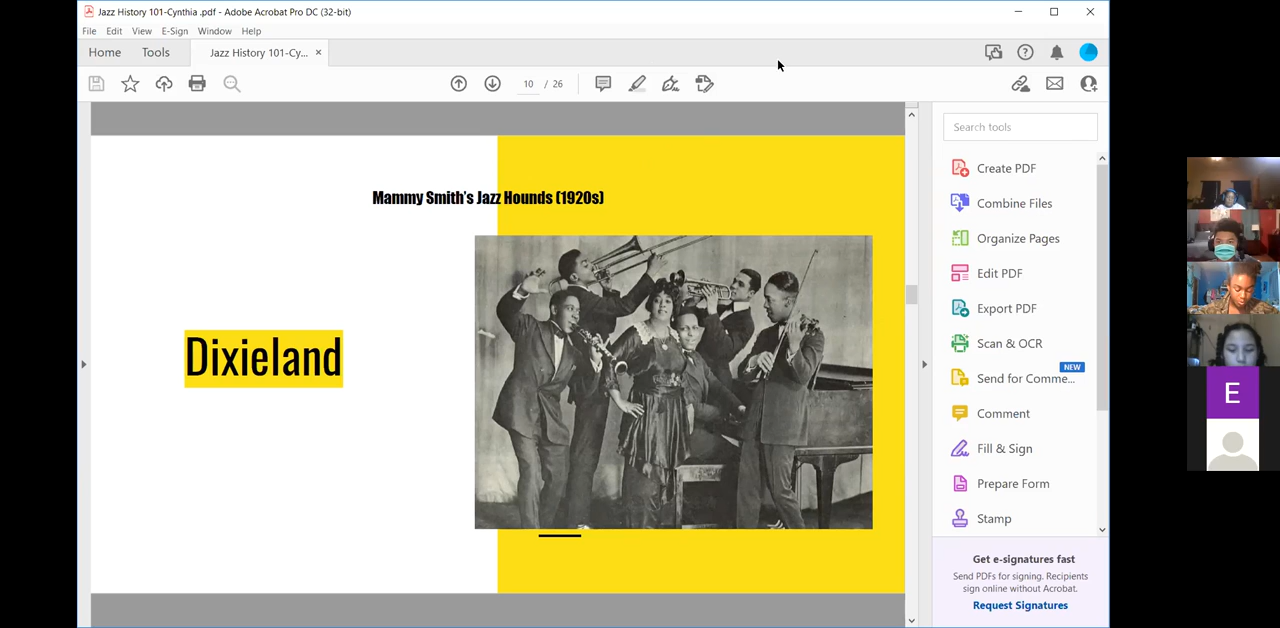 Jazz History 101-Cynthia .pdf - Adobe Acrobat Pro DC (32-bit)
File Edit View E-Sign Window Help
Home Tools Jazz History 101-Cy... ×
10 / 26
Mammy Smith's Jazz Hounds (1920s)
Dixieland
Search tools
Create PDF
Combine Files
Organize Pages
Edit PDF
Export PDF
Scan & OCR
NEW
Send for Comme...
Comment
Fill & Sign
Prepare Form
Stamp
Get e-signatures fast
Send PDFs for signing. Recipients
sign online without Acrobat.
Request Signatures
E